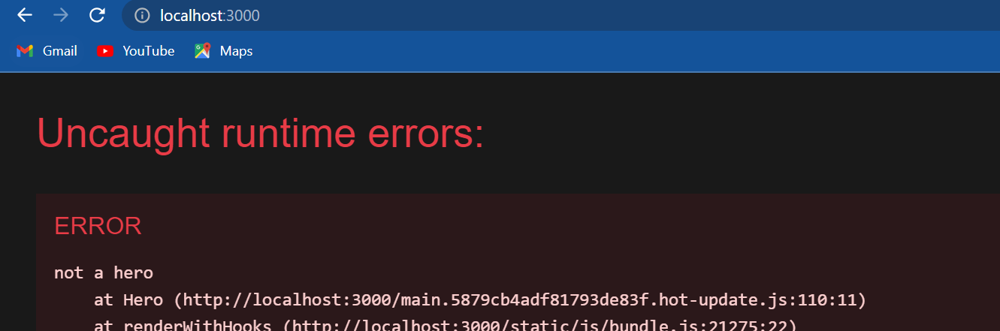 localhost:3000
Gmail YouTube Maps
Uncaught runtime errors:
ERROR
not a hero
at Hero (http://localhost:3000/main.5879cb4adf81793de83f.hot-update.js:110:11)
at renderWithHooks (http://localhost:3000/static/js/bundle.js:21275:22)